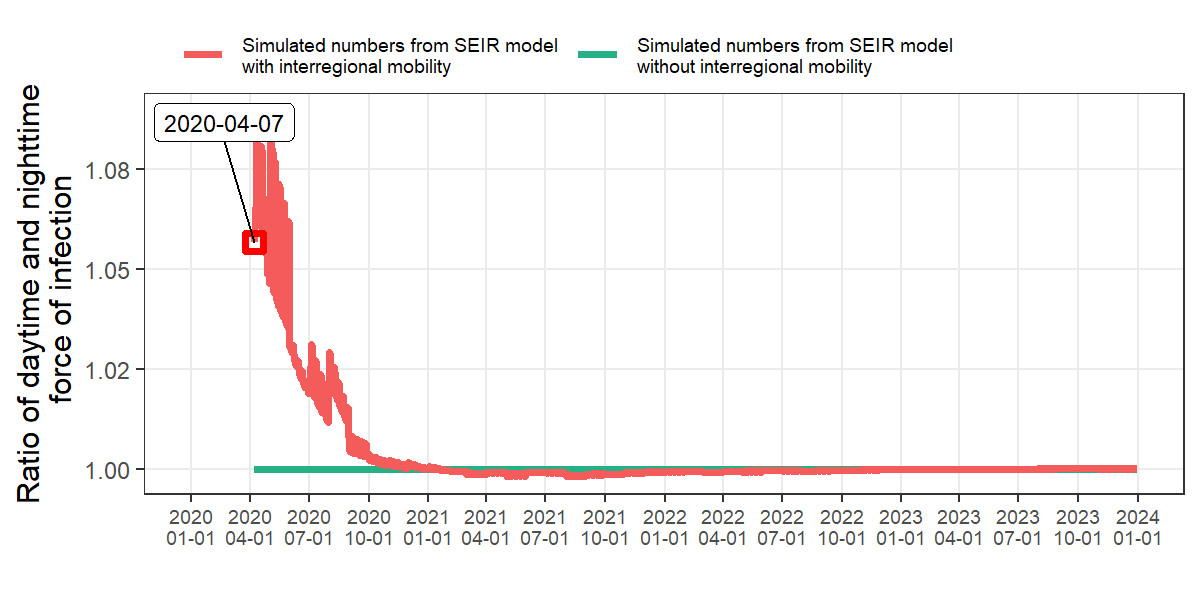 Simulated numbers from SEIR model
with interregional mobility
Simulated numbers from SEIR model
without interregional mobility
Ratio of daytime and nighttime
force of infection
2020-04-07
1.08
1.05
1.02
1.00
2020 2020 2020 2020 2021 2021 2021 2021 2022 2022 2022 2022 2023 2023 2023 2023 2024
01-01 04-01 07-01 10-01 01-01 04-01 07-01 10-01 01-01 04-01 07-01 10-01 01-01 04-01 07-01 10-01 01-01